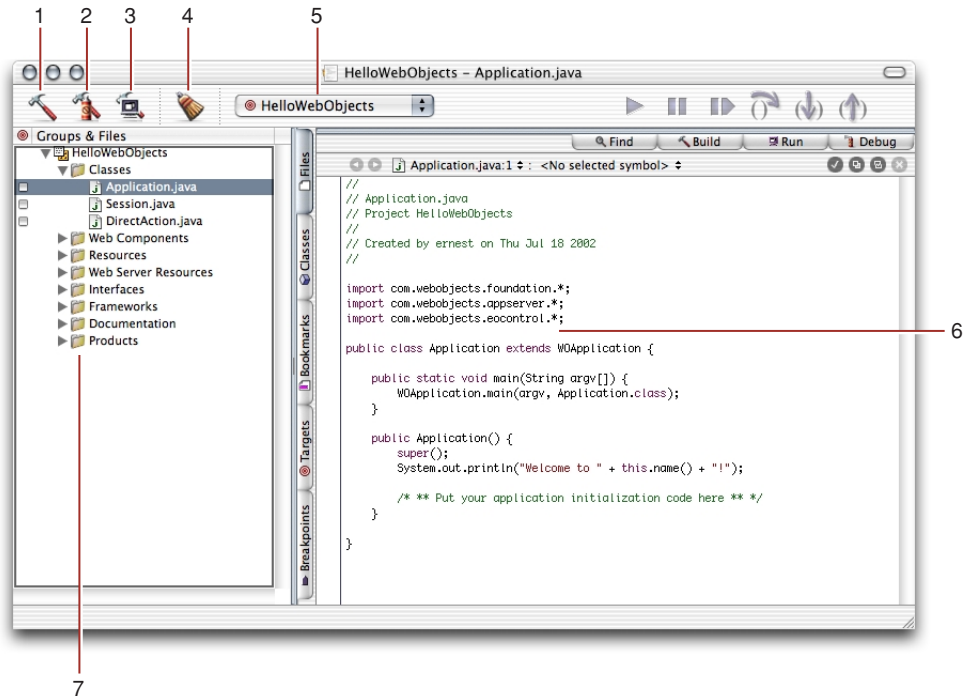 1 2 3 4 5
HelloWebObjects – Application.java
HelloWebObjects
Groups & Files
HelloWebObjects
Classes
Application.java
Session.java
DirectAction.java
Web Components
Resources
Web Server Resources
Interfaces
Frameworks
Documentation
Products
Files
Classes
Bookmarks
Targets
Breakpoints
Find Build Run Debug
Application.java:1 : <No selected symbol>
//
// Application.java
// Project HelloWebObjects
//
// Created by ernest on Thu Jul 18 2002
//
import com.webobjects.foundation.*;
import com.webobjects.appserver.*;
import com.webobjects.eocontrol.*;
public class Application extends WOApplication {
public static void main(String argv[]) {
WOApplication.main(argv, Application.class);
}
public Application() {
super();
System.out.println("Welcome to " + this.name() + "!");
/* ** Put your application initialization code here ** */
}
}
6
7